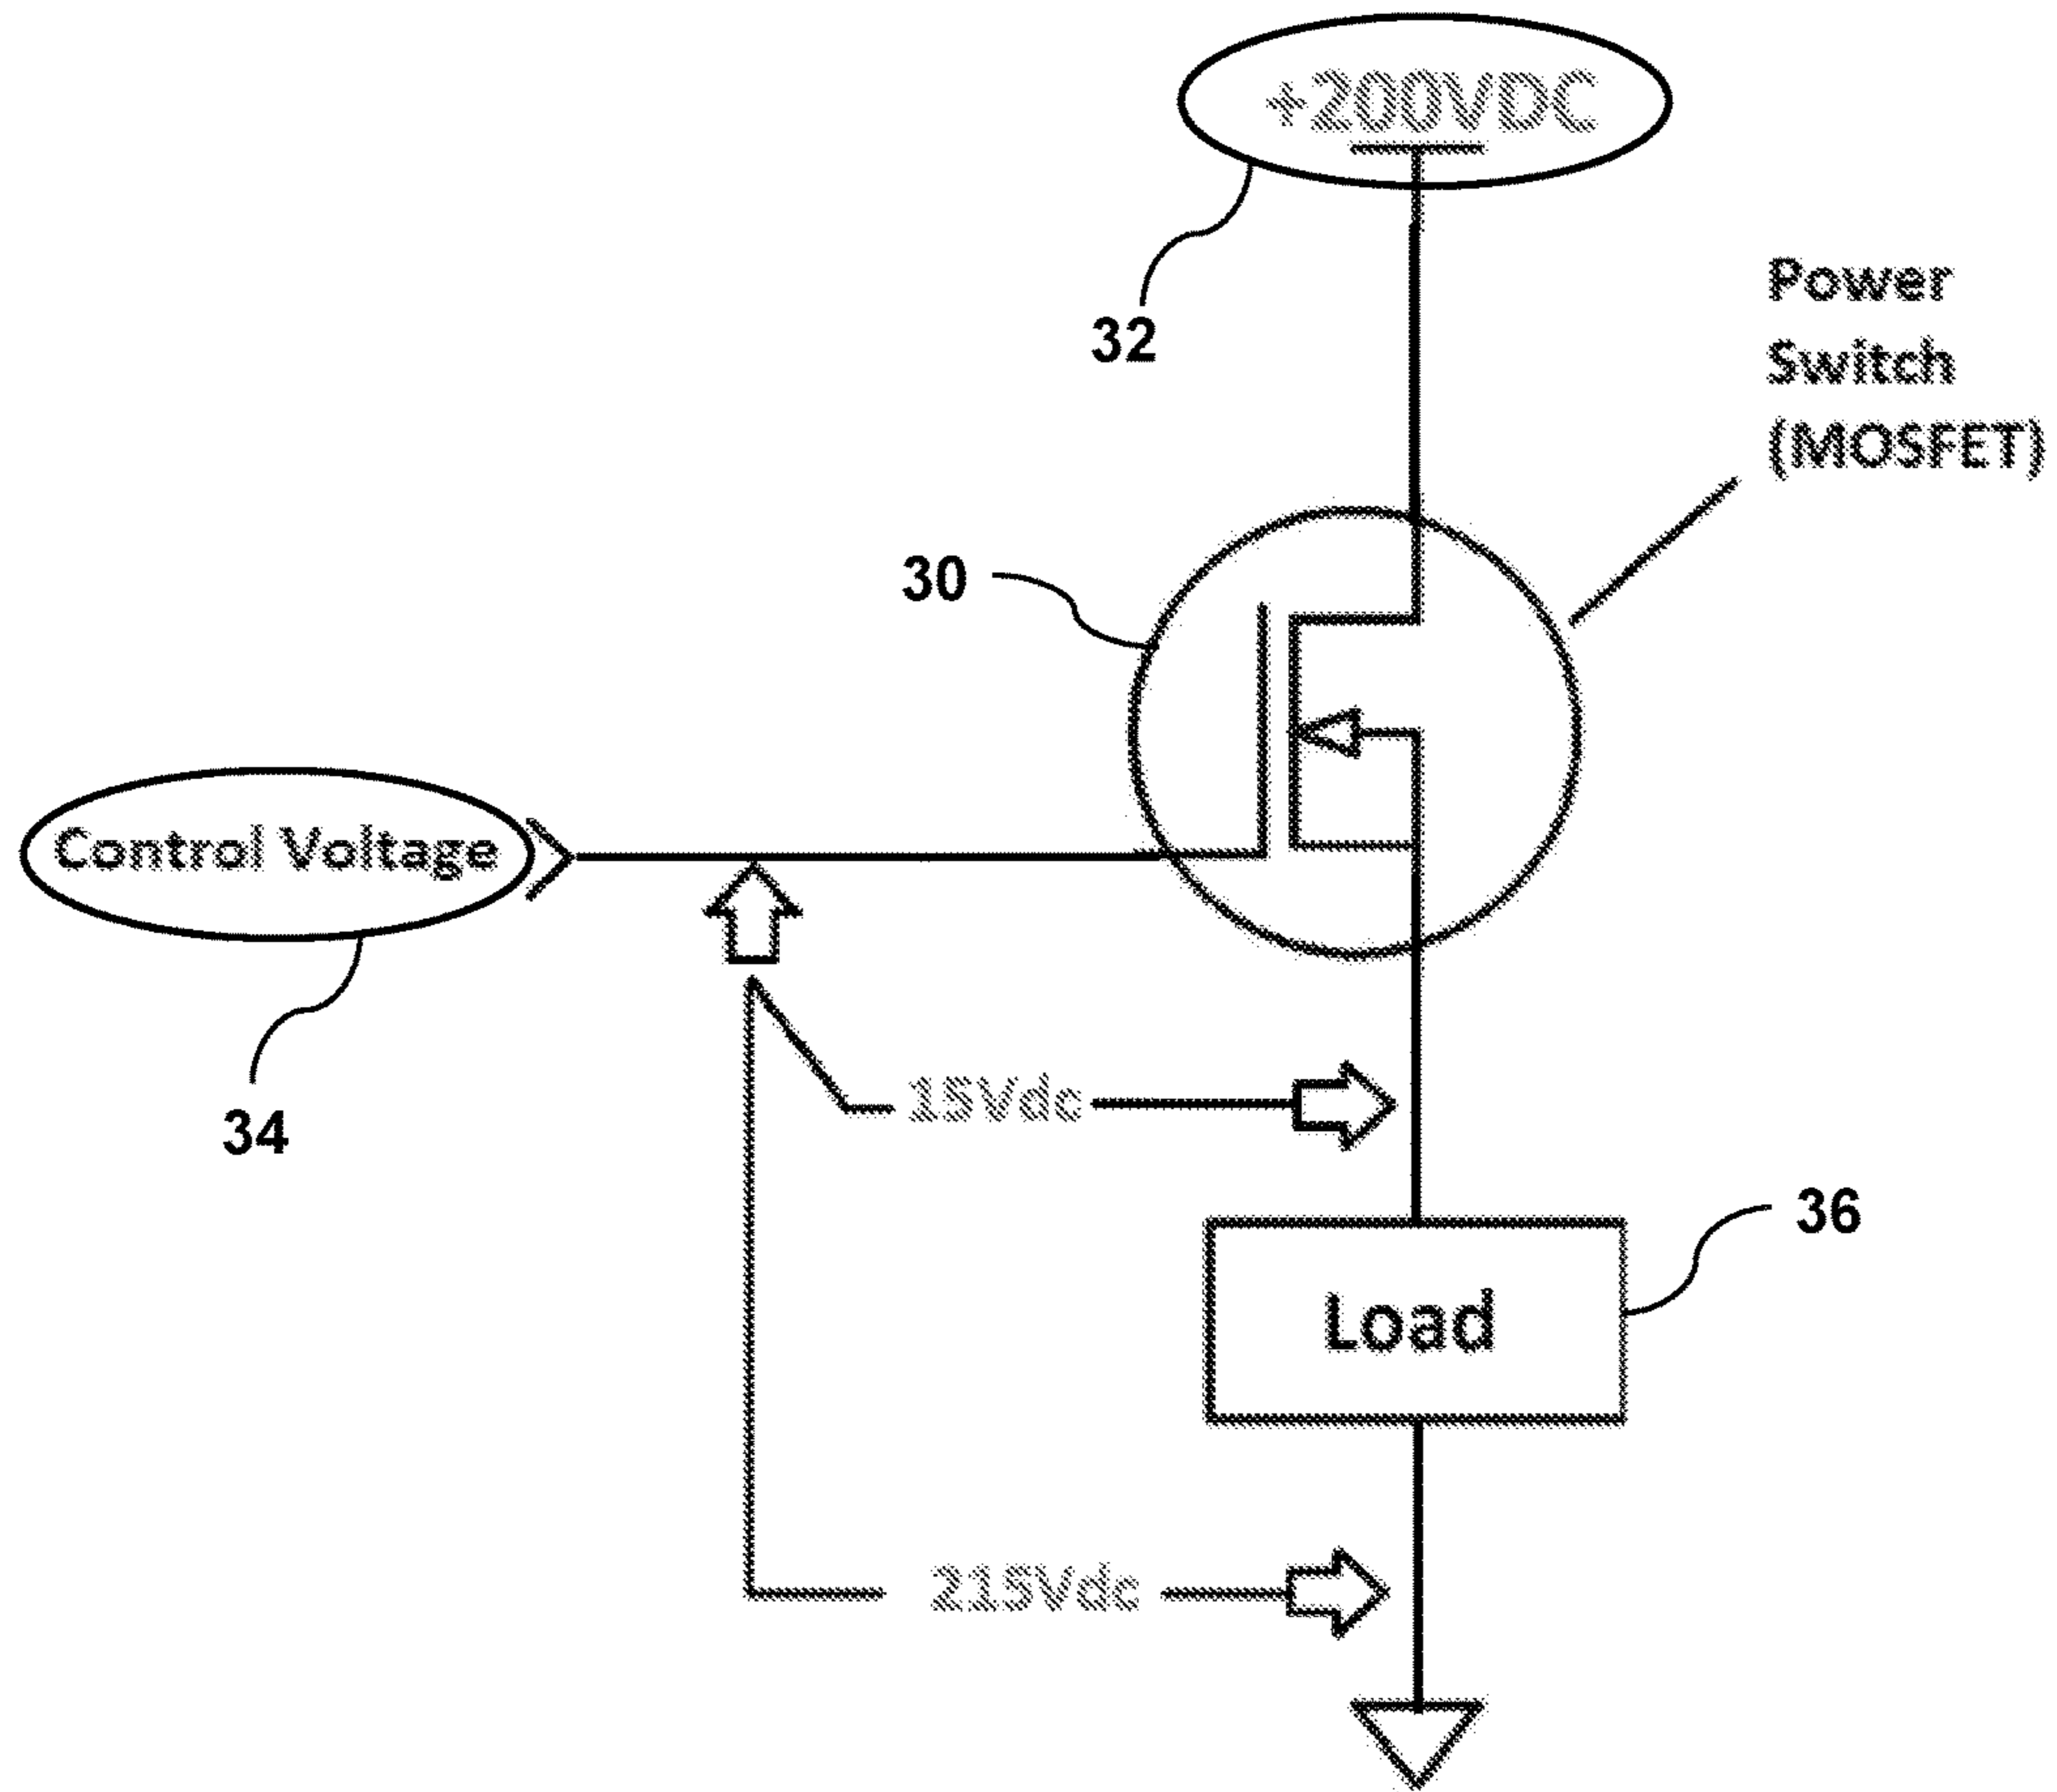 +200VDC
32
Power
Switch
(MOSFET)
30
Control Voltage
34
15Vdc
36
Load
215Vdc